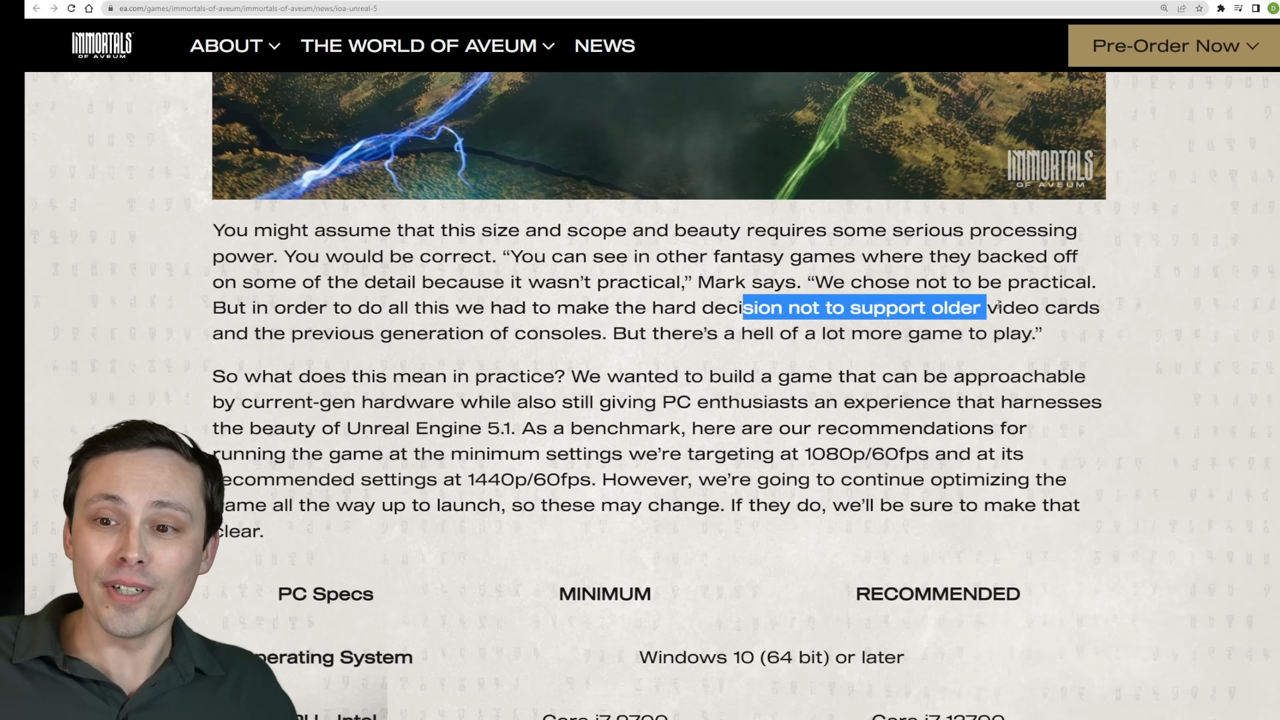 ea.com/games/immortals-of-aveum/immortals-of-aveum/news/ioa-unreal-5
IMMORTALS
OF AVEUM
ABOUT
THE WORLD OF AVEUM
NEWS
Pre-Order Now
IMMORTALS
OF AVEUM
You might assume that this size and scope and beauty requires some serious processing
power. You would be correct. “You can see in other fantasy games where they backed off
on some of the detail because it wasn’t practical,” Mark says. “We chose not to be practical.
But in order to do all this we had to make the hard decision not to support older video cards
and the previous generation of consoles. But there’s a hell of a lot more game to play.”
So what does this mean in practice? We wanted to build a game that can be approachable
by current-gen hardware while also still giving PC enthusiasts an experience that harnesses
the beauty of Unreal Engine 5.1. As a benchmark, here are our recommendations for
running the game at the minimum settings we’re targeting at 1080p/60fps and at its
recommended settings at 1440p/60fps. However, we’re going to continue optimizing the
game all the way up to launch, so these may change. If they do, we’ll be sure to make that
clear.
PC Specs MINIMUM RECOMMENDED
perating System Windows 10 (64 bit) or later
Intel Core i7 9700 Core i7 12700